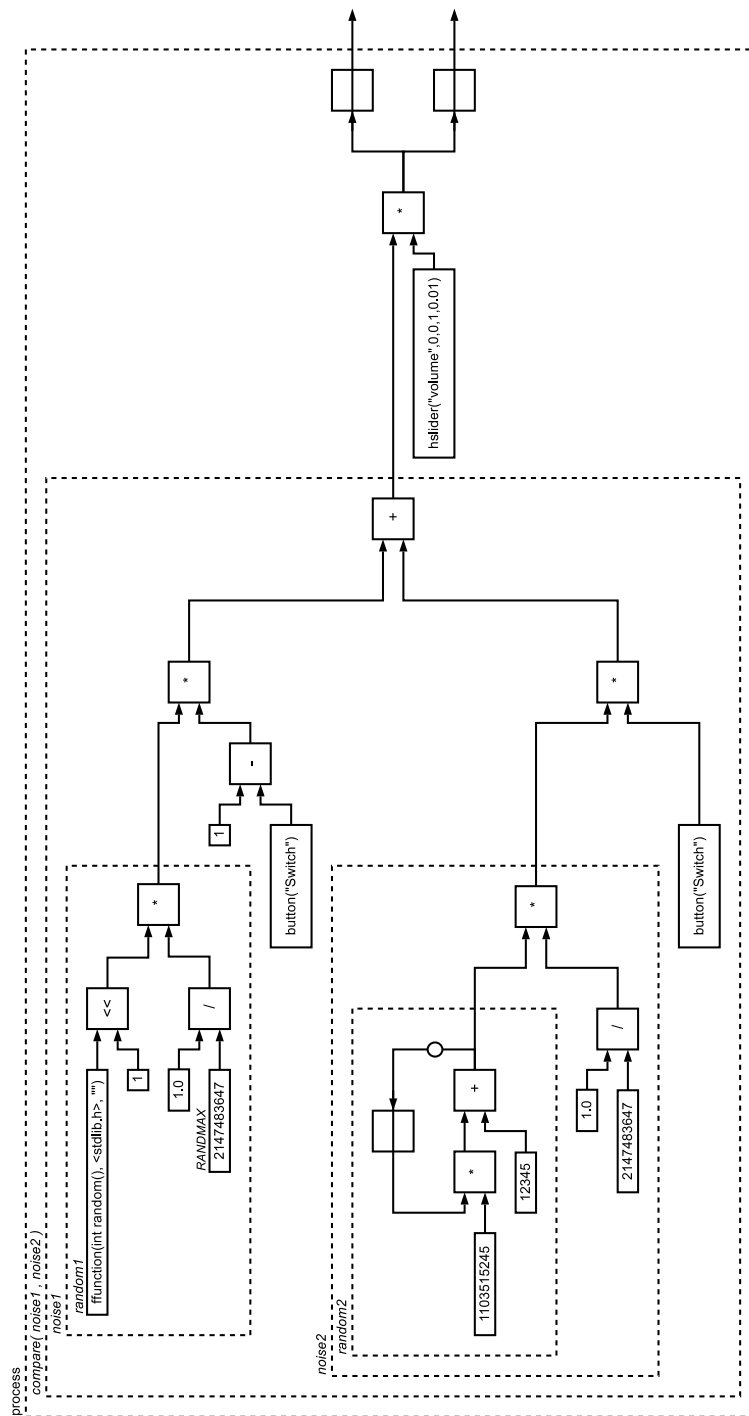 process
compare( noise1 , noise2 )
noise1
random1
ffunction(int random(), <stdlib.h>, "")
1
<<
1.0
RANDMAX
2147483647
/
*
1
button("Switch")
-
*
noise2
random2
1103515245
*
12345
+
1.0
2147483647
/
*
button("Switch")
*
+
hslider("volume",0,0,1,0.01)
*